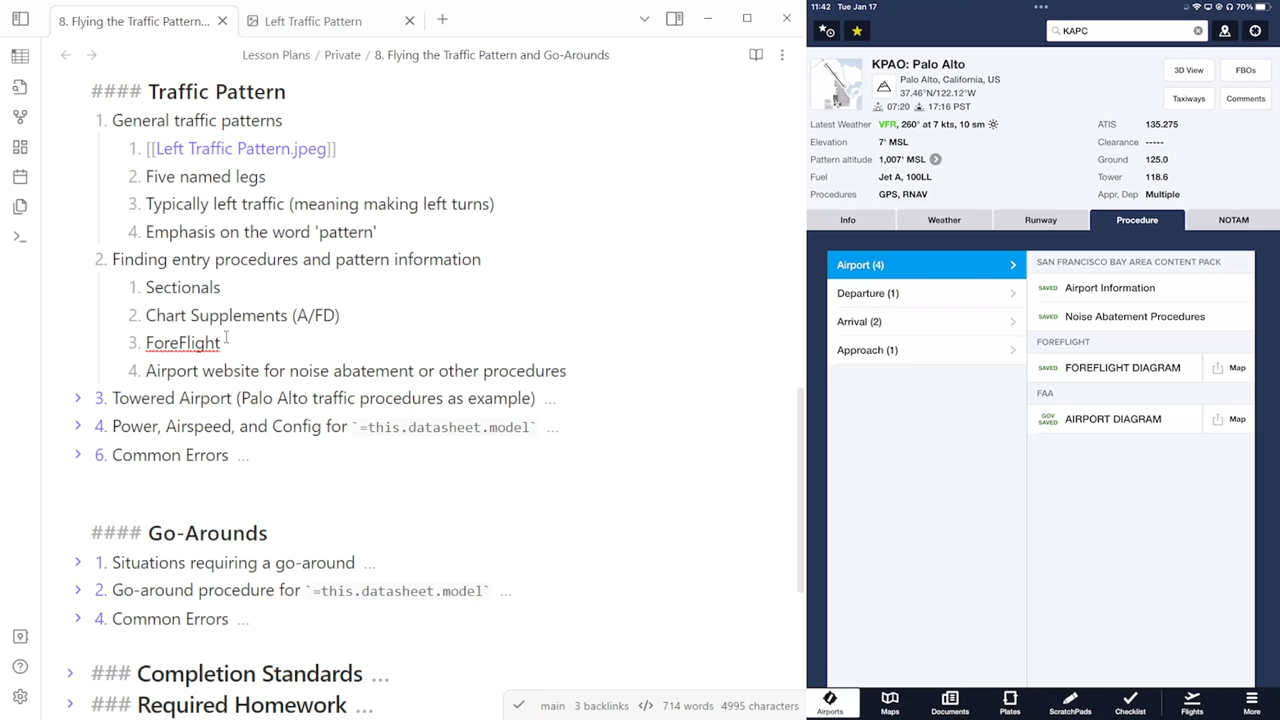 8. Flying the Traffic Pattern...
Left Traffic Pattern
Lesson Plans / Private / 8. Flying the Traffic Pattern and Go-Arounds
#### Traffic Pattern
1. General traffic patterns
1. [[Left Traffic Pattern.jpeg]]
2. Five named legs
3. Typically left traffic (meaning making left turns)
4. Emphasis on the word 'pattern'
2. Finding entry procedures and pattern information
1. Sectionals
2. Chart Supplements (A/FD)
3. ForeFlight
4. Airport website for noise abatement or other procedures
3. Towered Airport (Palo Alto traffic procedures as example) ...
4. Power, Airspeed, and Config for `=this.datasheet.model` ...
6. Common Errors ...
#### Go-Arounds
1. Situations requiring a go-around ...
2. Go-around procedure for `=this.datasheet.model` ...
4. Common Errors ...
### Completion Standards ...
### Required Homework ...
main 3 backlinks 714 words 4995 characters
11:42 Tue Jan 17 70%
KAPC
KPAO: Palo Alto
Palo Alto, California, US
37.46°N/122.12°W
07:20 17:16 PST
3D View FBOs
Taxiways Comments
Latest Weather VFR, 260° at 7 kts, 10 sm
Elevation 7' MSL
Pattern altitude 1,007' MSL
Fuel Jet A, 100LL
Procedures GPS, RNAV
ATIS 135.275
Clearance -----
Ground 125.0
Tower 118.6
Appr, Dep Multiple
Info Weather Runway Procedure NOTAM
Airport (4)
Departure (1)
Arrival (2)
Approach (1)
SAN FRANCISCO BAY AREA CONTENT PACK
SAVED Airport Information
SAVED Noise Abatement Procedures
FOREFLIGHT
SAVED FOREFLIGHT DIAGRAM Map
FAA
GOV SAVED AIRPORT DIAGRAM Map
Airports Maps Documents Plates ScratchPads Checklist Flights More